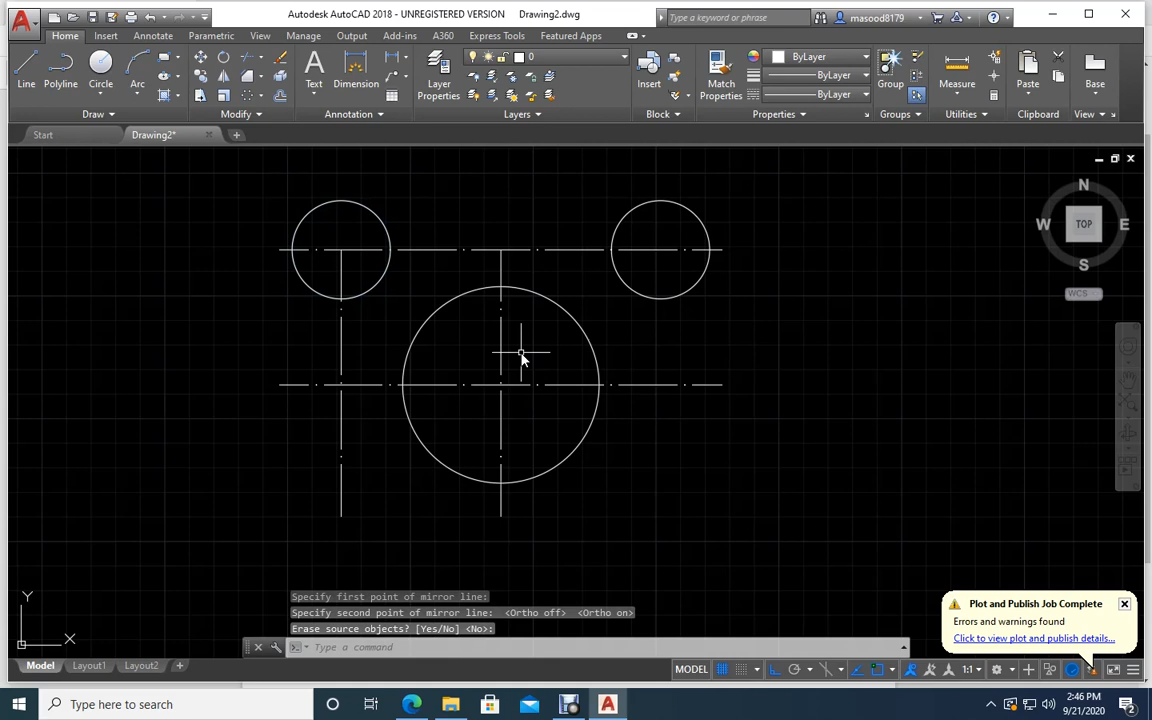 Autodesk AutoCAD 2018 - UNREGISTERED VERSION Drawing2.dwg
Type a keyword or phrase
masood8179
Home Insert Annotate Parametric View Manage Output Add-ins A360 Express Tools Featured Apps
0
ByLayer
ByLayer
ByLayer
Line Polyline Circle Arc
Text Dimension
Layer Properties
Insert
Match Properties
Group
Measure
Paste
Base
Draw Modify Annotation Layers Block Properties Groups Utilities Clipboard View
Start Drawing2*
N
W TOP E
S
WCS
Y
X
Specify first point of mirror line:
Specify second point of mirror line: <Ortho off> <Ortho on>
Erase source objects? [Yes/No] <No>:
Type a command
Plot and Publish Job Complete
Errors and warnings found
Click to view plot and publish details...
Model Layout1 Layout2 +
MODEL 1:1
Type here to search
2:46 PM
9/21/2020
2